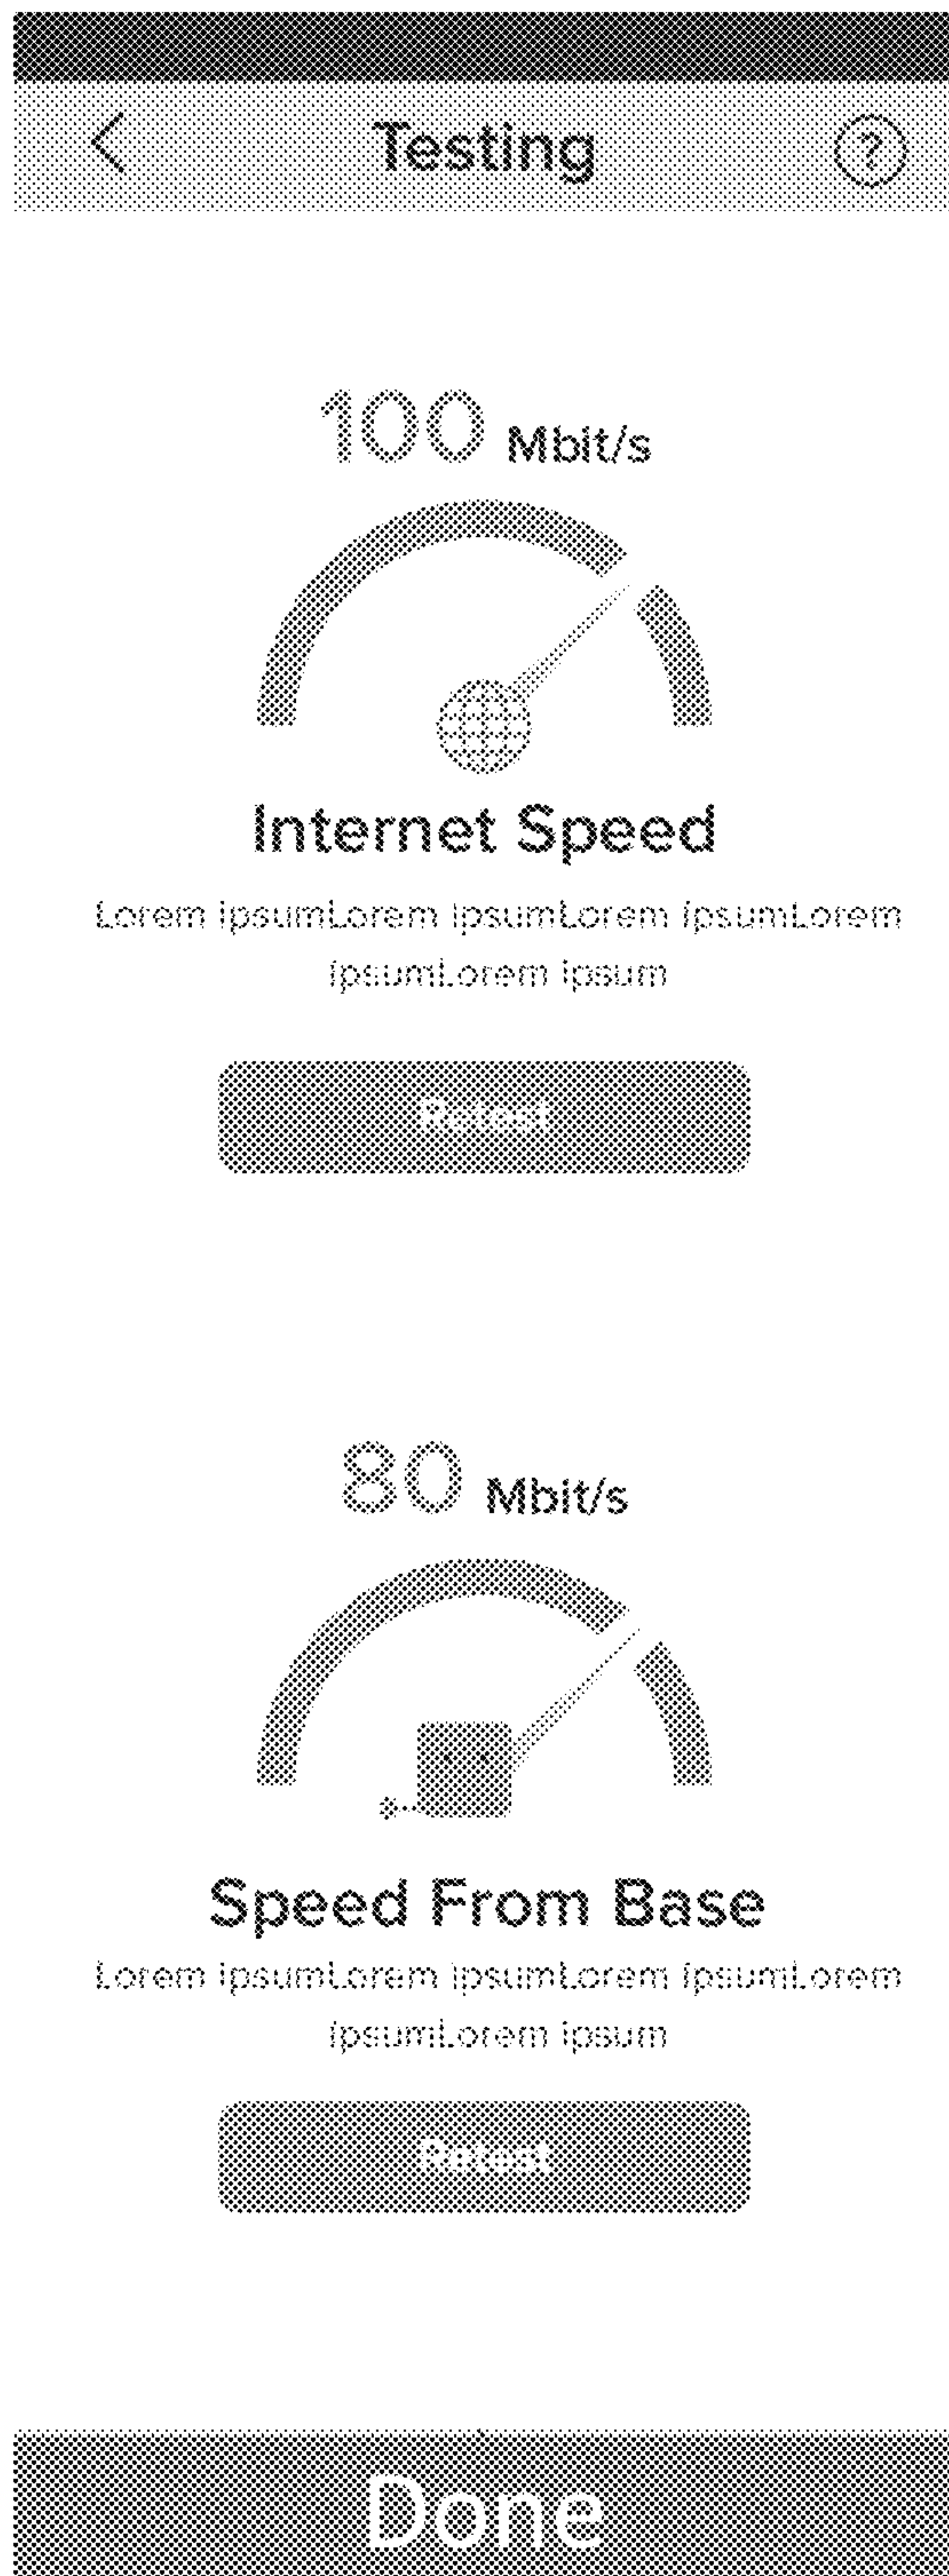 Testing
?
100 Mbit/s
Internet Speed
Lorem ipsumLorem ipsumLorem ipsumLorem
ipsumLorem ipsum
Retest
80 Mbit/s
Speed From Base
Lorem ipsumLorem ipsumLorem ipsumLorem
ipsumLorem ipsum
Retest
Done